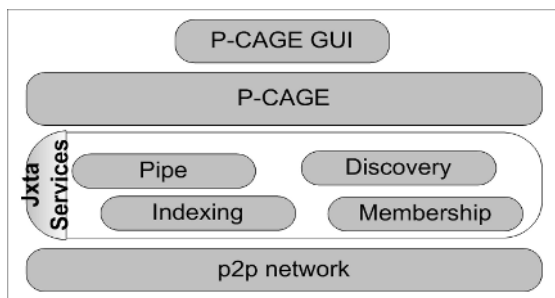 P-CAGE GUI
P-CAGE
Jxta
Services
Pipe
Discovery
Indexing
Membership
p2p network